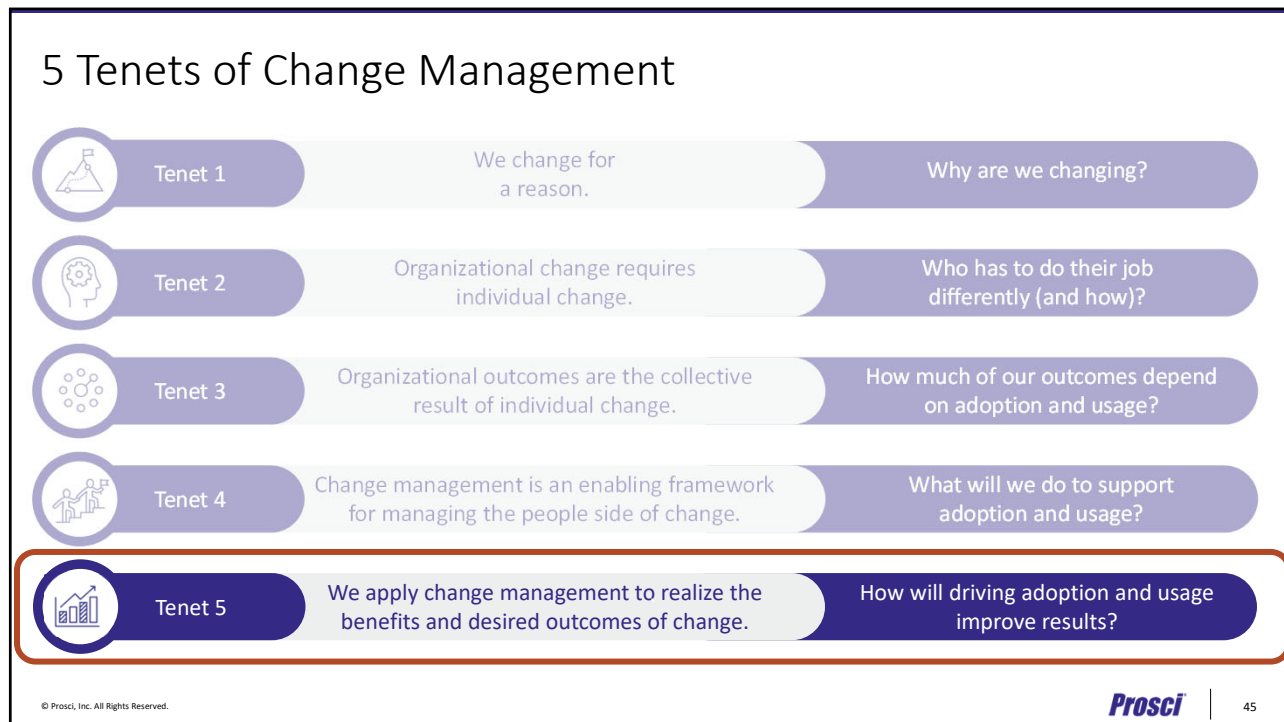 5 Tenets of Change Management
Tenet 1
We change for
a reason.
Why are we changing?
Tenet 2
Organizational change requires
individual change.
Who has to do their job
differently (and how)?
Tenet 3
Organizational outcomes are the collective
result of individual change.
How much of our outcomes depend
on adoption and usage?
Tenet 4
Change management is an enabling framework
for managing the people side of change.
What will we do to support
adoption and usage?
Tenet 5
We apply change management to realize the
benefits and desired outcomes of change.
How will driving adoption and usage
improve results?
© Prosci, Inc. All Rights Reserved.
Prosci
45